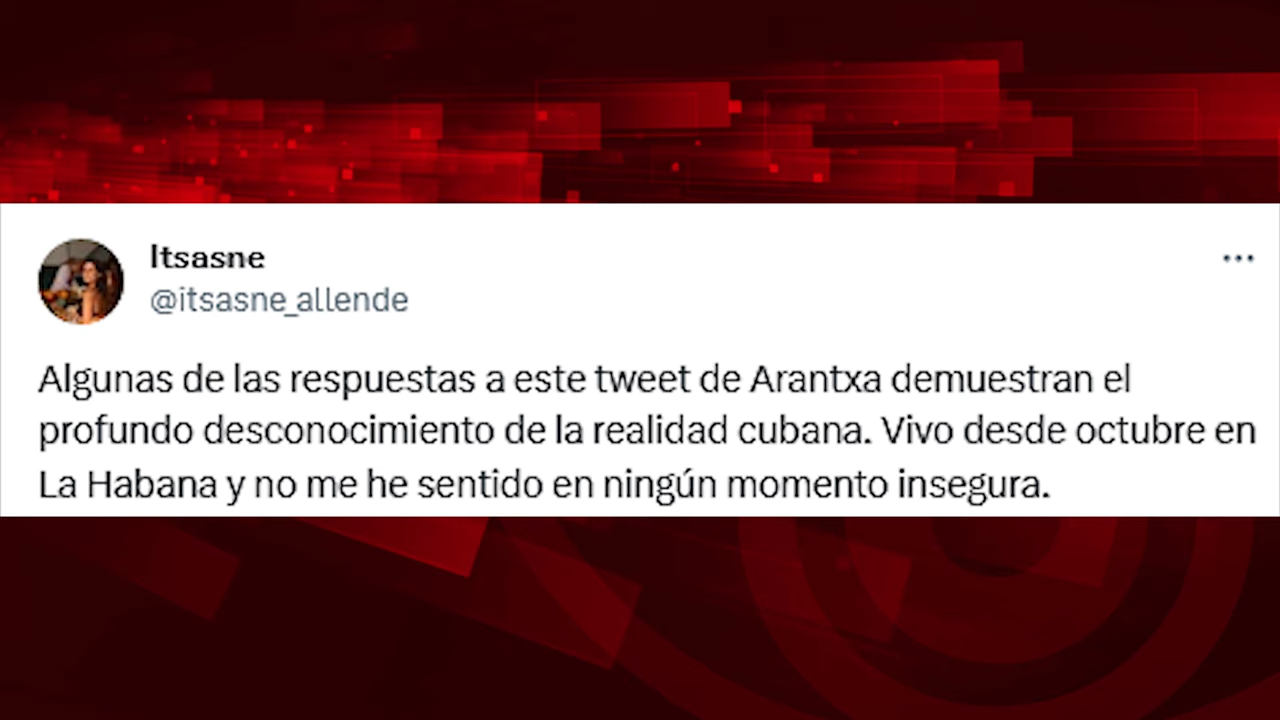 Itsasne
@itsasne_allende
Algunas de las respuestas a este tweet de Arantxa demuestran el
profundo desconocimiento de la realidad cubana. Vivo desde octubre en
La Habana y no me he sentido en ningún momento insegura.